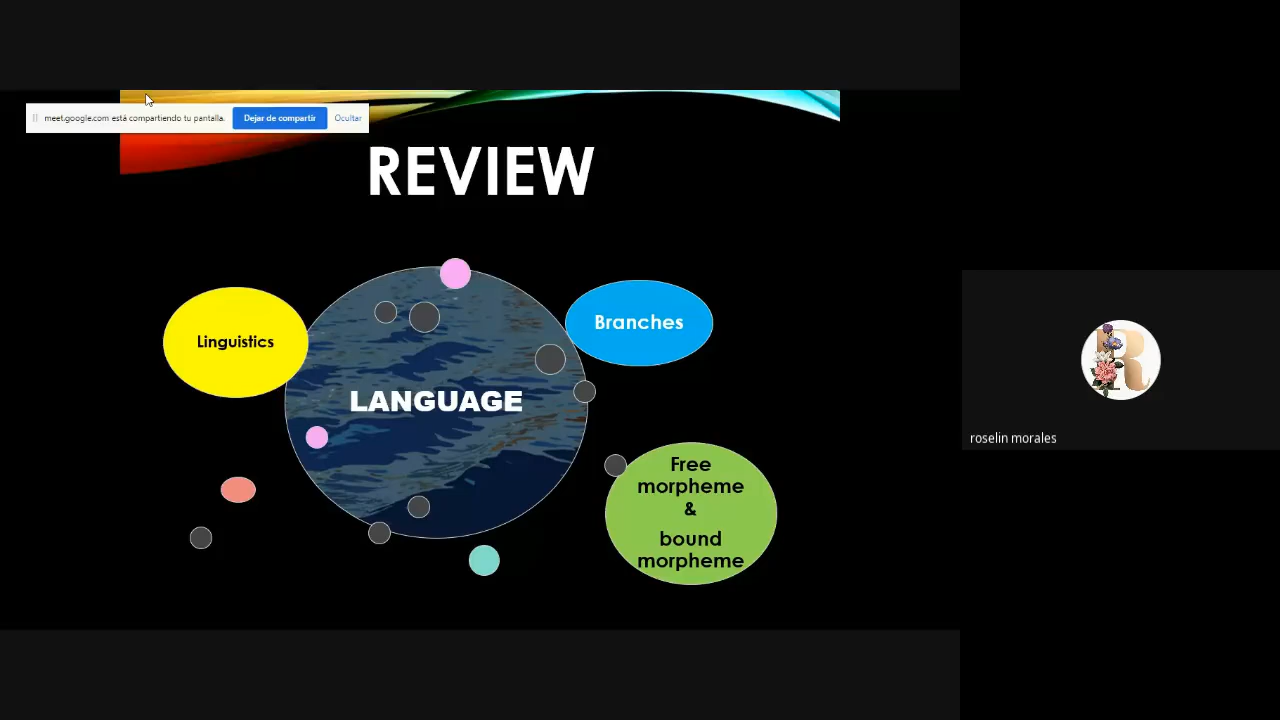 meet.google.com está compartiendo tu pantalla.
Dejar de compartir
Ocultar
REVIEW
Linguistics
Branches
LANGUAGE
Free
morpheme
&
bound
morpheme
roselin morales